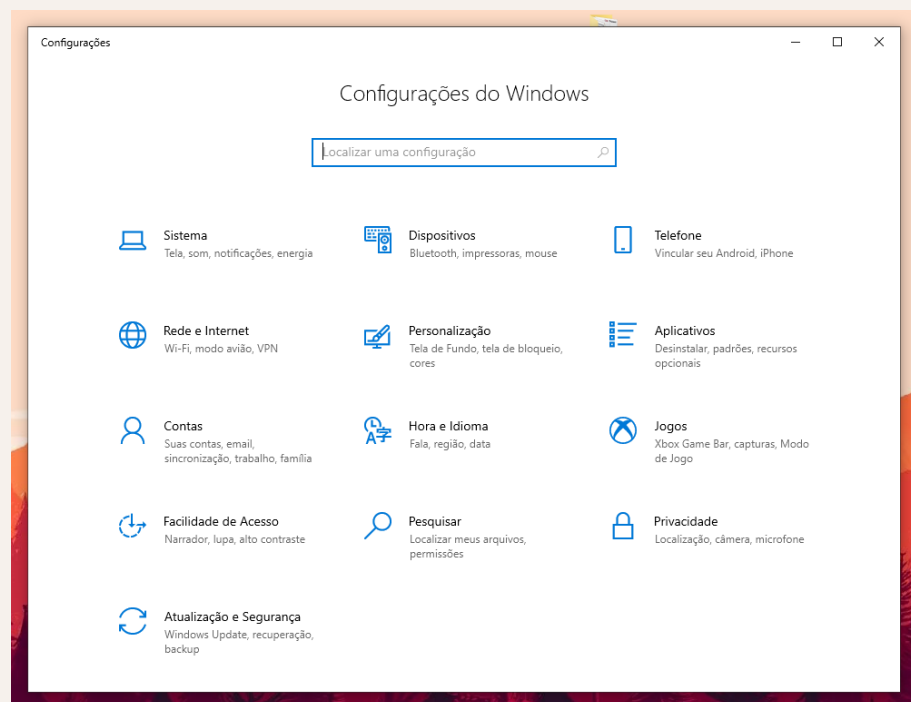 Configurações
Configurações do Windows
Localizar uma configuração
Sistema
Tela, som, notificações, energia
Dispositivos
Bluetooth, impressoras, mouse
Telefone
Vincular seu Android, iPhone
Rede e Internet
Wi-Fi, modo avião, VPN
Personalização
Tela de Fundo, tela de bloqueio,
cores
Aplicativos
Desinstalar, padrões, recursos
opcionais
Contas
Suas contas, email,
sincronização, trabalho, família
Hora e Idioma
Fala, região, data
Jogos
Xbox Game Bar, capturas, Modo
de Jogo
Facilidade de Acesso
Narrador, lupa, alto contraste
Pesquisar
Localizar meus arquivos,
permissões
Privacidade
Localização, câmera, microfone
Atualização e Segurança
Windows Update, recuperação,
backup